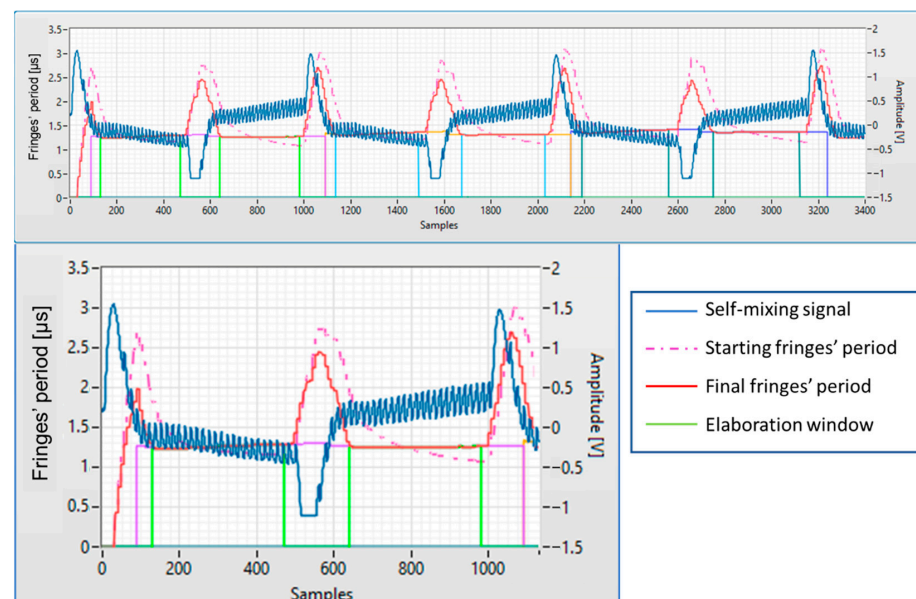 Fringes' period [µs]
3.5
3
2.5
2
1.5
1
0.5
0
2
1.5
1
0.5
0
-0.5
-1
-1.5
Amplitude [V]
0 200 400 600 800 1000 1200 1400 1600 1800 2000 2200 2400 2600 2800 3000 3200 3400
Samples
Fringes' period [µs]
3.5
3
2.5
2
1.5
1
0.5
0
2
1.5
1
0.5
0
-0.5
-1
-1.5
Amplitude [V]
0 200 400 600 800 1000
Samples
Self-mixing signal
Starting fringes' period
Final fringes' period
Elaboration window